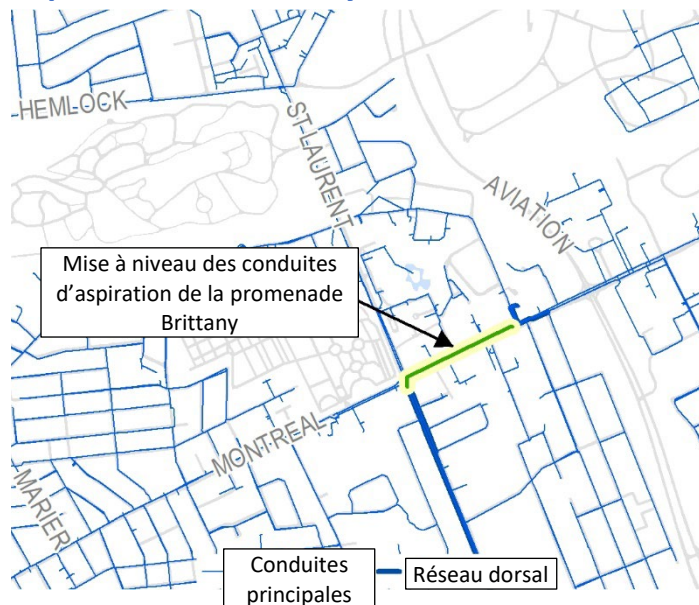 HEMLOCK
ST LAURENT
AVIATION
Mise à niveau des conduites
d’aspiration de la promenade
Brittany
MONTREAL
MARIER
Conduites
principales
Réseau dorsal